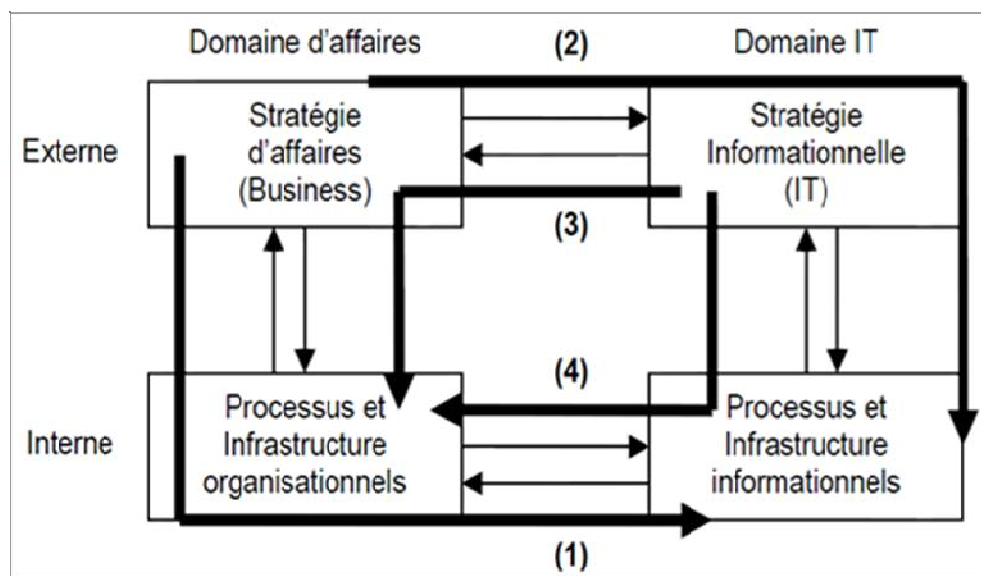 Domaine d'affaires (2) Domaine IT
Externe
Stratégie
d'affaires
(Business)
Stratégie
Informationnelle
(IT)
(3)
(4)
Interne
Processus et
Infrastructure
organisationnels
Processus et
Infrastructure
informationnels
(1)